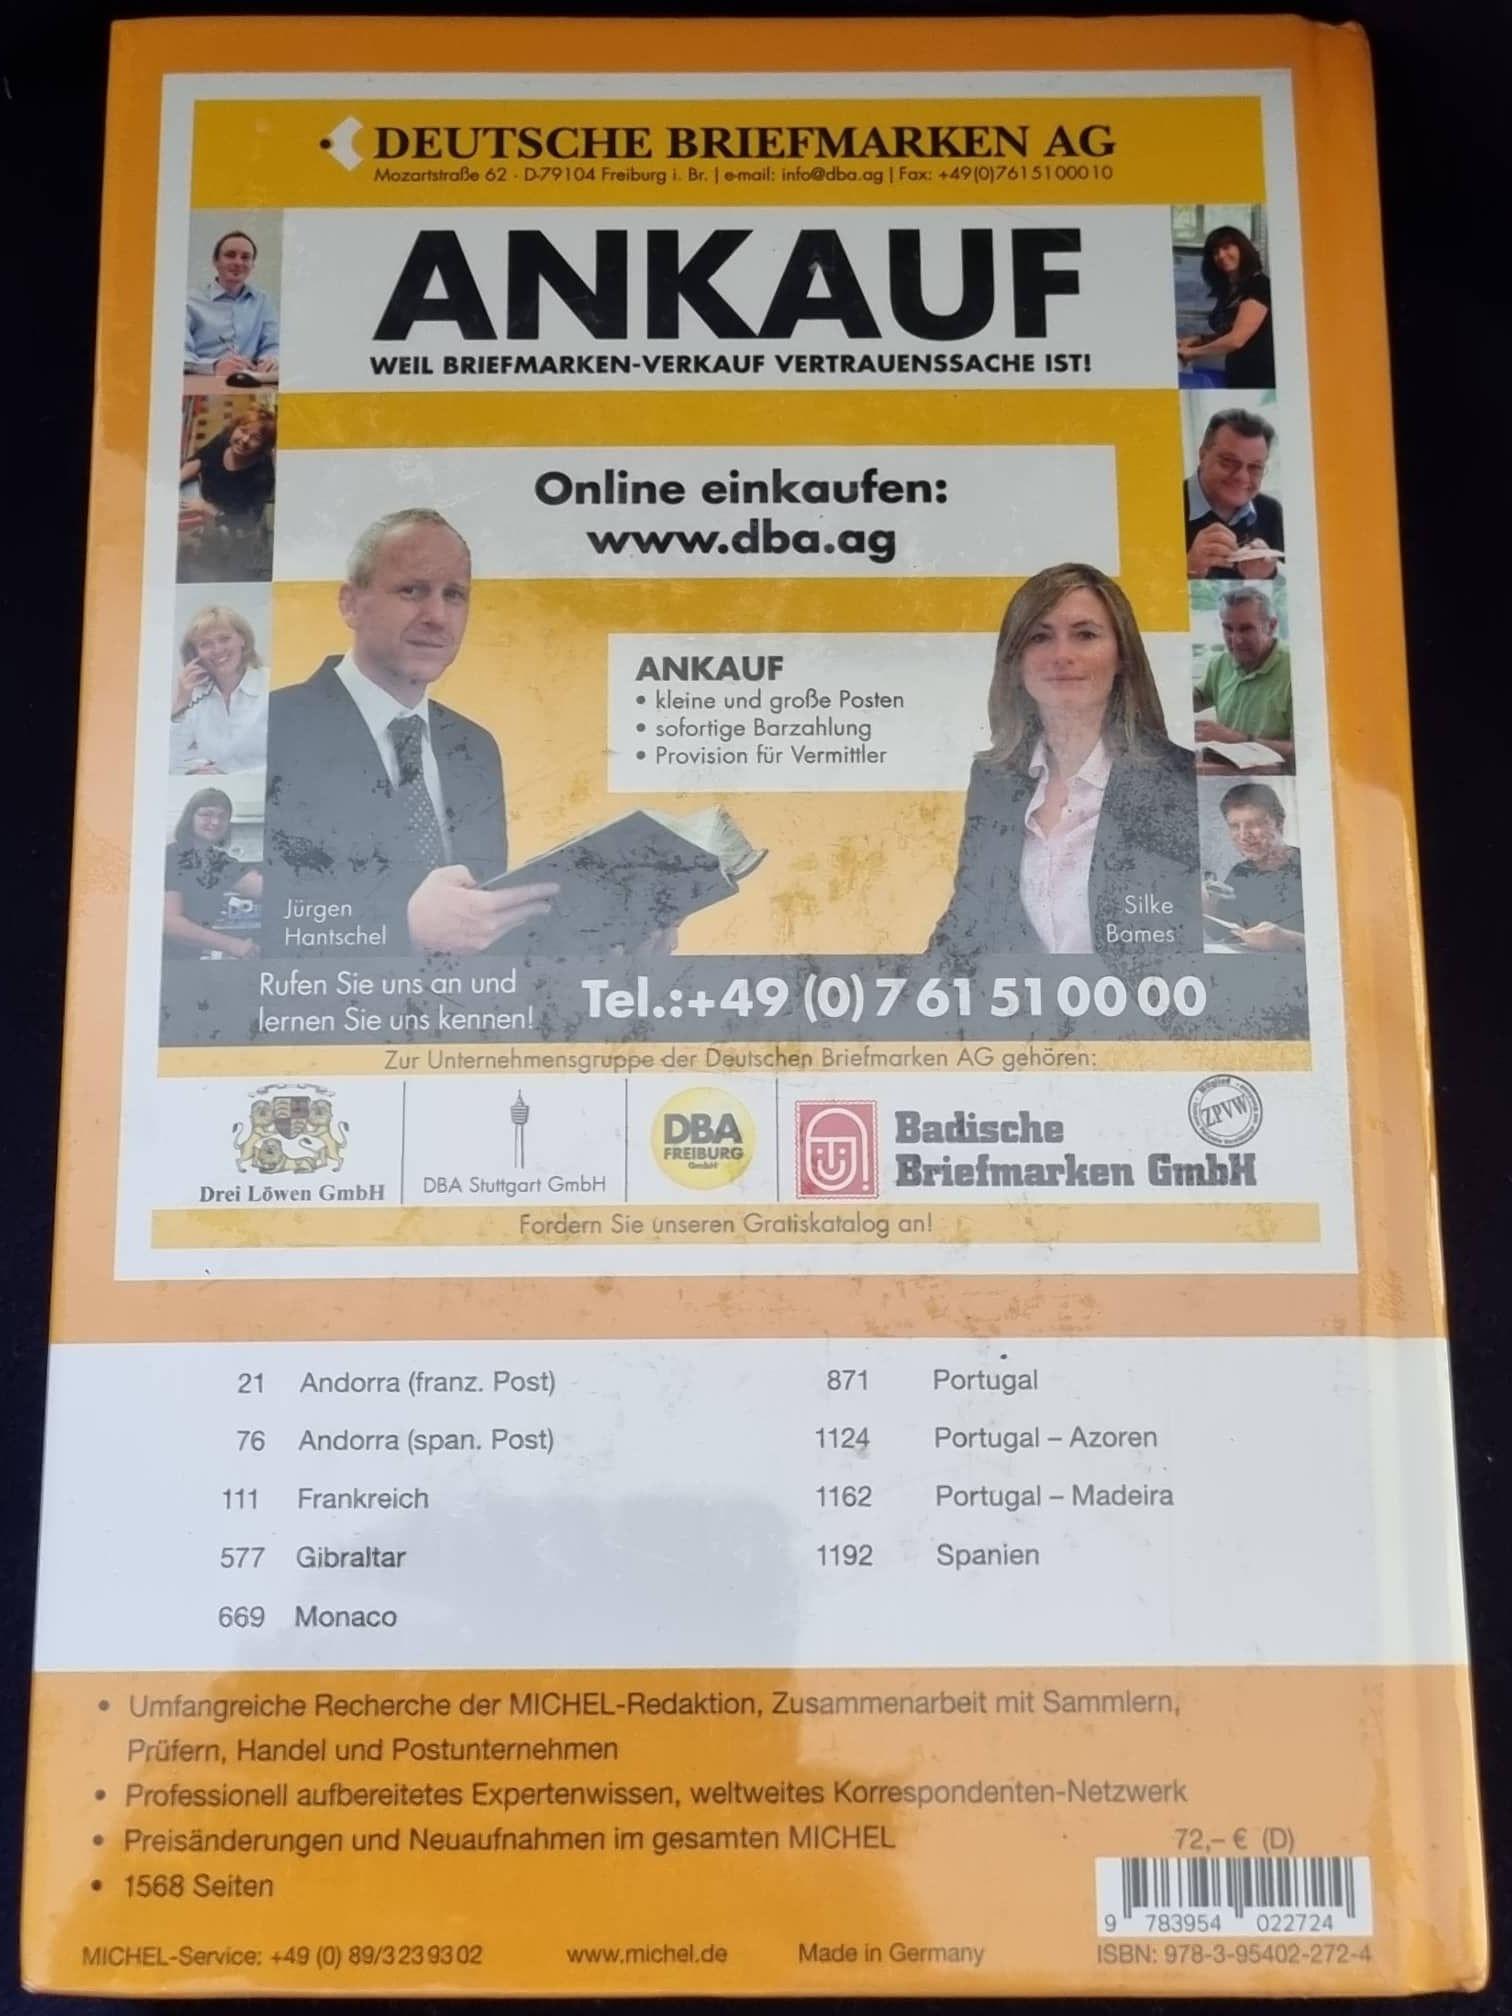 DEUTSCHE BRIEFMARKEN AG
Mozartstraße 62 · D-79104 Freiburg i. Br. | e-mail: info@dba.ag | Fax: +49(0)761510010
ANKAUF
WEIL BRIEFMARKEN-VERKAUF VERTRAUENSSACHE IST!
Online einkaufen:
www.dba.ag
ANKAUF
• kleine und große Posten
• sofortige Barzahlung
• Provision für Vermittler
Jürgen
Hantschel
Silke
Bames
Rufen Sie uns an und
lernen Sie uns kennen!
Tel.:+49 (0) 7 61 51 00 00
Zur Unternehmensgruppe der Deutschen Briefmarken AG gehören:
Drei Löwen GmbH
DBA Stuttgart GmbH
DBA
FREIBURG
GmbH
Badische
Briefmarken GmbH
Mitglied
ZPVW
Fordern Sie unseren Gratiskatalog an!
21 Andorra (franz. Post)
76 Andorra (span. Post)
111 Frankreich
577 Gibraltar
669 Monaco
871 Portugal
1124 Portugal – Azoren
1162 Portugal – Madeira
1192 Spanien
• Umfangreiche Recherche der MICHEL-Redaktion, Zusammenarbeit mit Sammlern,
Prüfern, Handel und Postunternehmen
• Professionell aufbereitetes Expertenwissen, weltweites Korrespondenten-Netzwerk
• Preisänderungen und Neuaufnahmen im gesamten MICHEL
• 1568 Seiten
72,– € (D)
9 783954 022724
MICHEL-Service: +49 (0) 89/3 23 93 02
www.michel.de
Made in Germany
ISBN: 978-3-95402-272-4